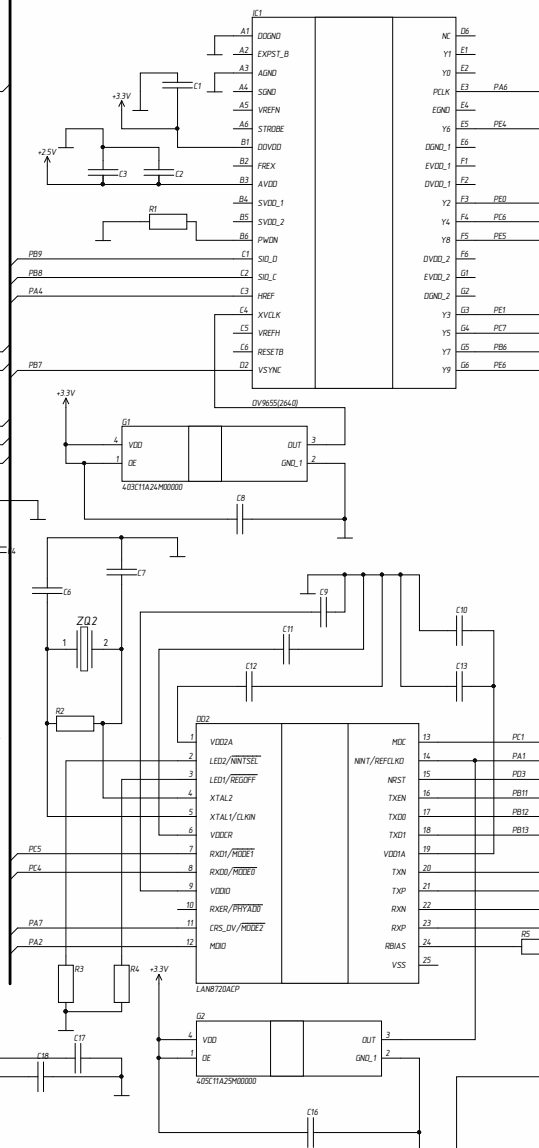 IC1
A1 DOGND D6 NC
A2 EXPST_B E1 Y1
A3 AGND E2 Y0
A4 SGND E3 PCLK PA6
A5 VREFN E4 EGND
A6 STROBE E5 Y6 PE4
B1 DOVDD E6 DGND_1
B2 FREX F1 EVDD_1
B3 AVDD F2 DVDD_1
B4 SVDD_1 F3 Y2 PE0
B5 SVDD_2 F4 Y4 PC6
B6 PWDN F5 Y8 PE5
PB9 C1 SIO_D F6 DVDD_2
PB8 C2 SIO_C G1 EVDD_2
PA4 C3 HREF G2 DGND_2
C4 XVCLK G3 Y3 PE1
C5 VREFH G4 Y5 PC7
C6 RESETB G5 Y7 PB6
PB7 D2 VSYNC G6 Y9 PE6
OV9655(2640)
+3.3V
C1
+2.5V
C3
C2
R1
+3.3V
G1
4 VDD OUT 3
1 OE GND_1 2
403C11A24M00000
C8
C6
C7
ZQ2
1 2
R2
C9
C10
C11
C12
C13
DD2
1 VDD2A MDC 13 PC1
2 LED2/NINTSEL NINT/REFCLKO 14 PA1
3 LED1/REGOFF NRST 15 PD3
4 XTAL2 TXEN 16 PB11
5 XTAL1/CLKIN TXD0 17 PB12
6 VDDCR TXD1 18 PB13
PC5 7 RXD1/MODE1 VDD1A 19
PC4 8 RXD0/MODE0 TXN 20
9 VDDIO TXP 21
10 RXER/PHYAD0 RXN 22
PA7 11 CRS_DV/MODE2 RXP 23
PA2 12 MDIO RBIAS 24 R5
VSS 25
LAN8720ACP
R3
R4
+3.3V
G2
4 VDD OUT 3
1 OE GND_1 2
405C11A25M00000
C17
C18
C16